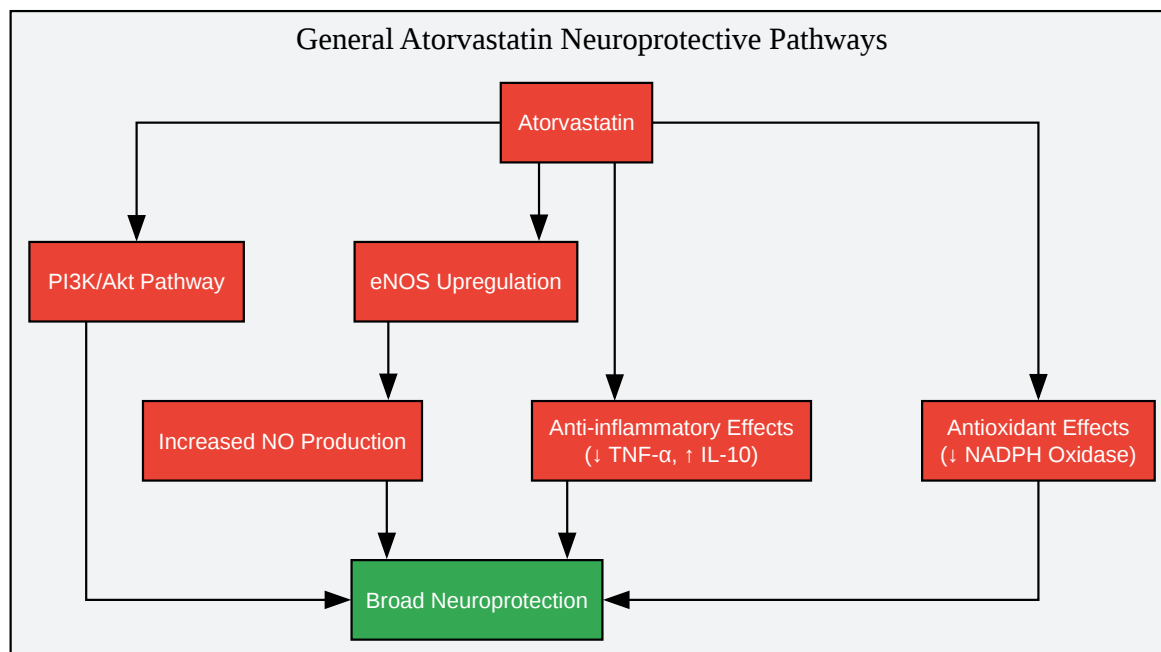 General Atorvastatin Neuroprotective Pathways
Atorvastatin
PI3K/Akt Pathway
eNOS Upregulation
Increased NO Production
Anti-inflammatory Effects
(↓ TNF-α, ↑ IL-10)
Antioxidant Effects
(↓ NADPH Oxidase)
Broad Neuroprotection